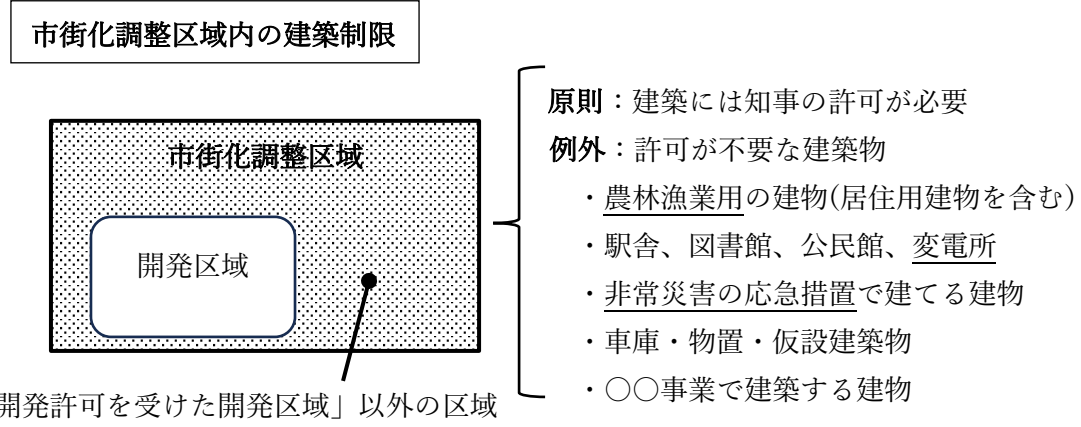 市街化調整区域内の建築制限
市街化調整区域
開発区域
開発許可を受けた開発区域」以外の区域
原則：建築には知事の許可が必要
例外：許可が不要な建築物
・農林漁業用の建物(居住用建物を含む)
・駅舎、図書館、公民館、変電所
・非常災害の応急措置で建てる建物
・車庫・物置・仮設建築物
・〇〇事業で建築する建物